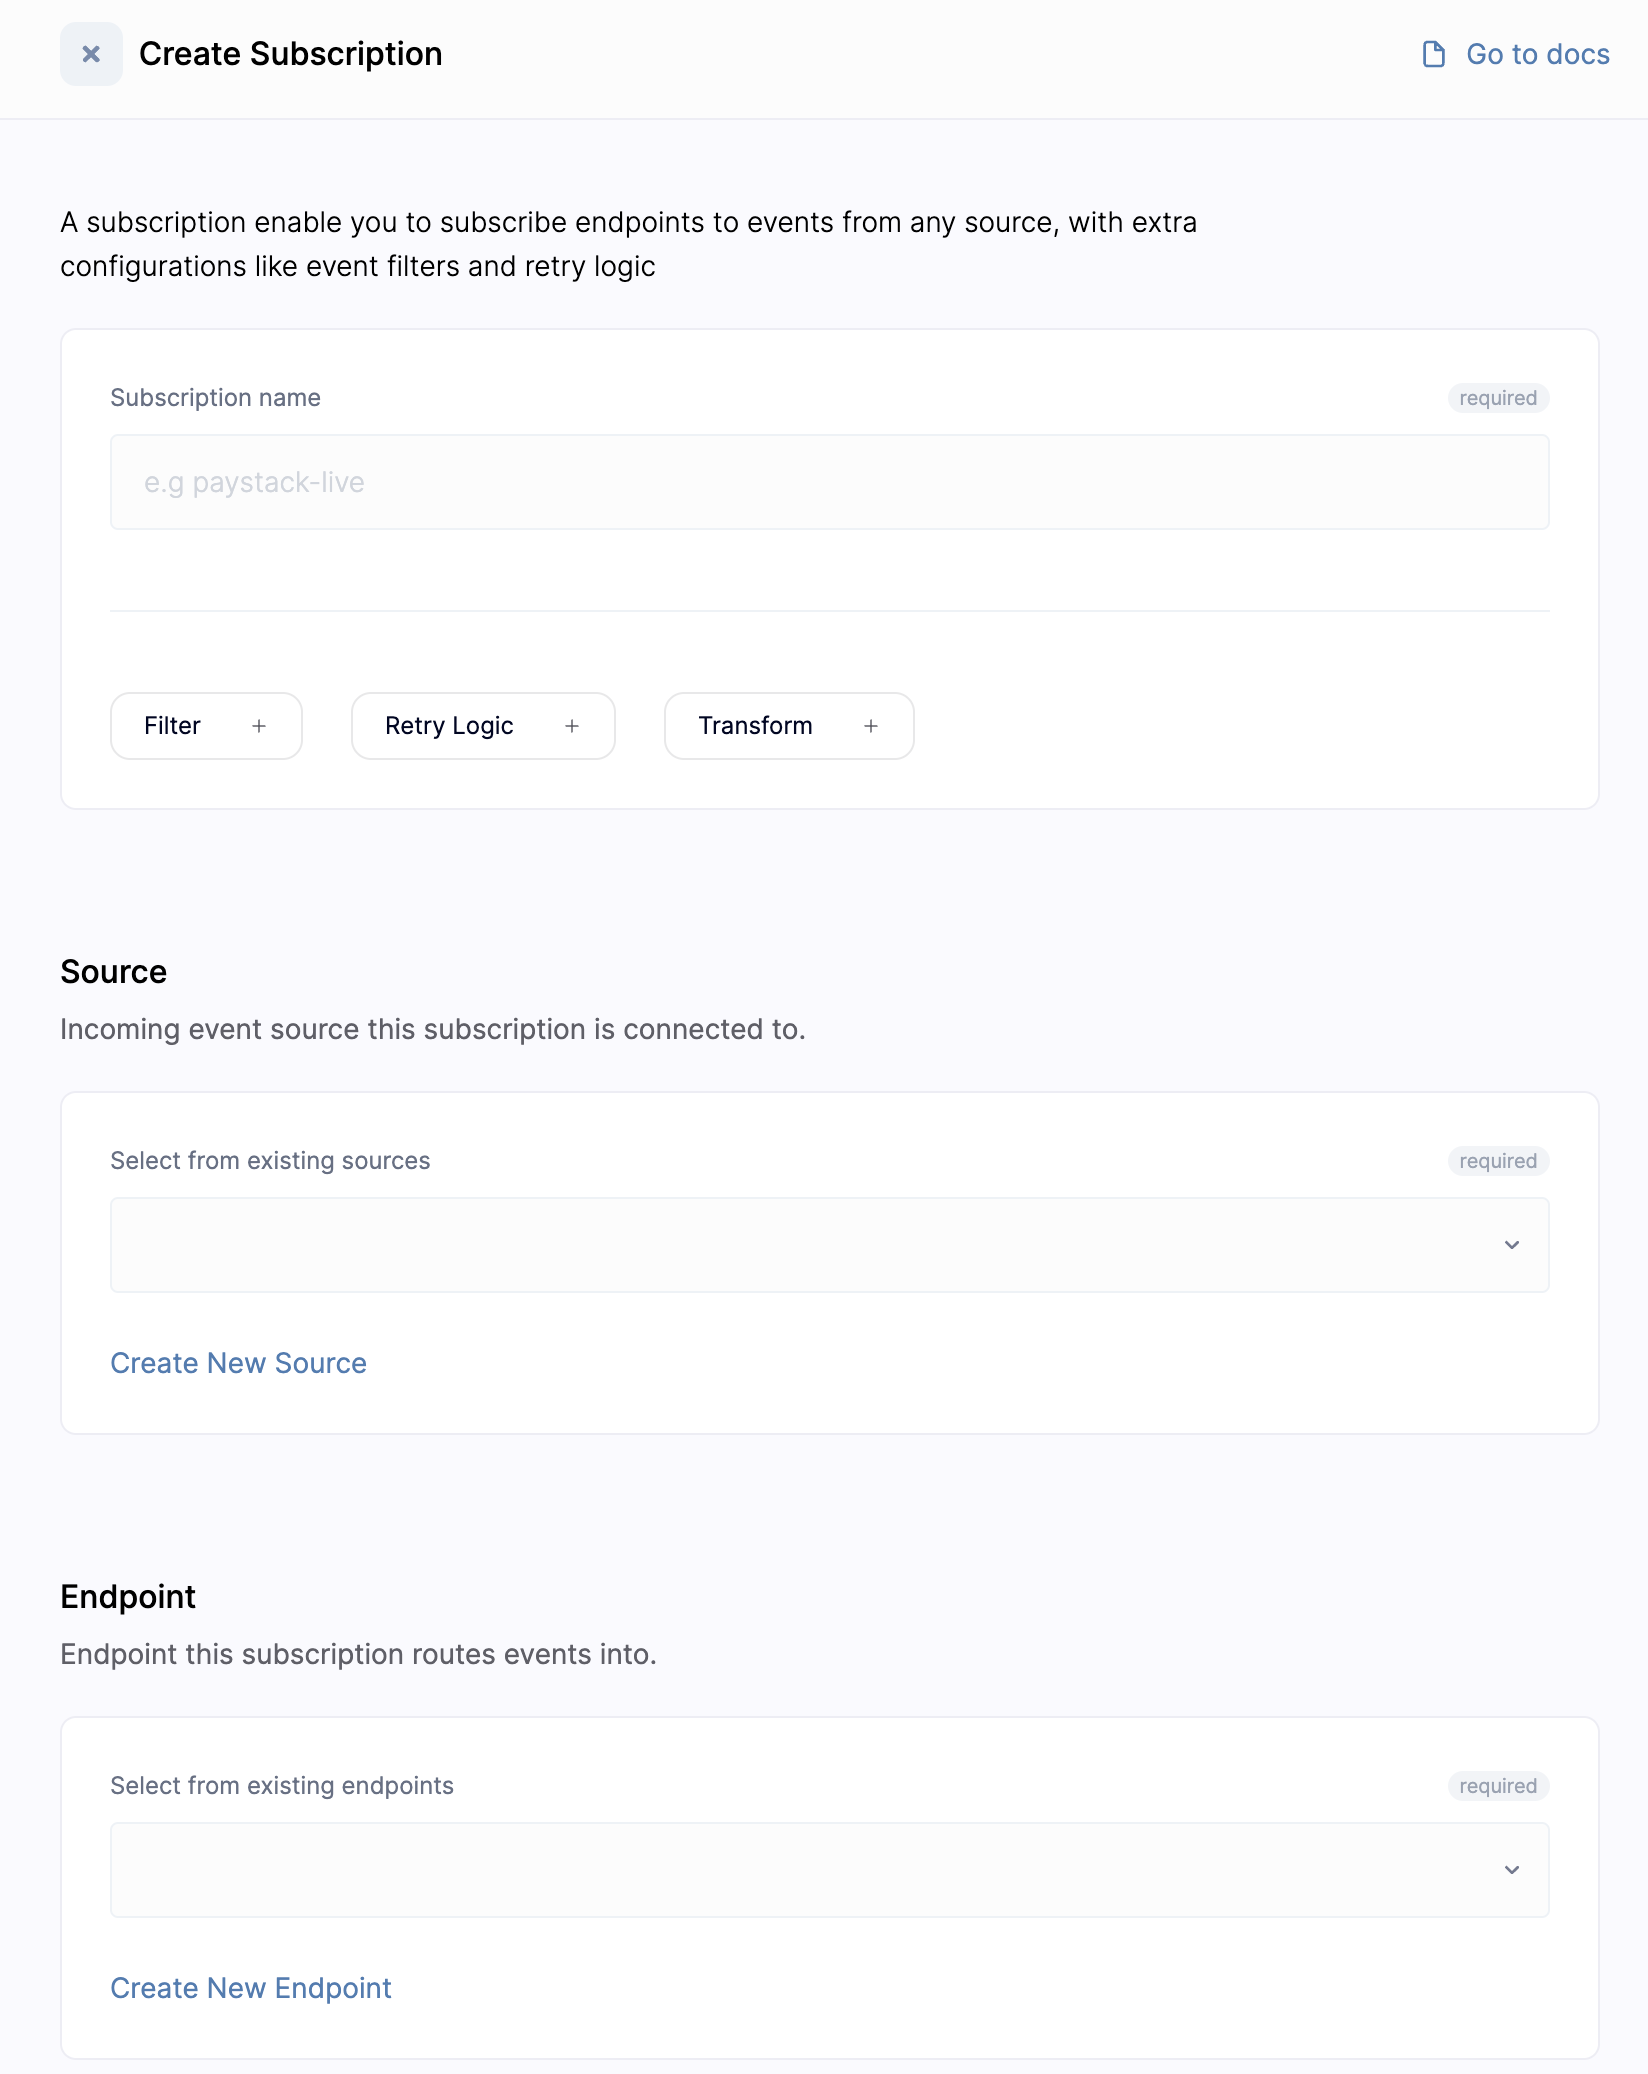 Create Subscription
Go to docs
A subscription enable you to subscribe endpoints to events from any source, with extra
configurations like event filters and retry logic
Subscription name
required
e.g paystack-live
Filter +
Retry Logic +
Transform +
Source
Incoming event source this subscription is connected to.
Select from existing sources
required
Create New Source
Endpoint
Endpoint this subscription routes events into.
Select from existing endpoints
required
Create New Endpoint